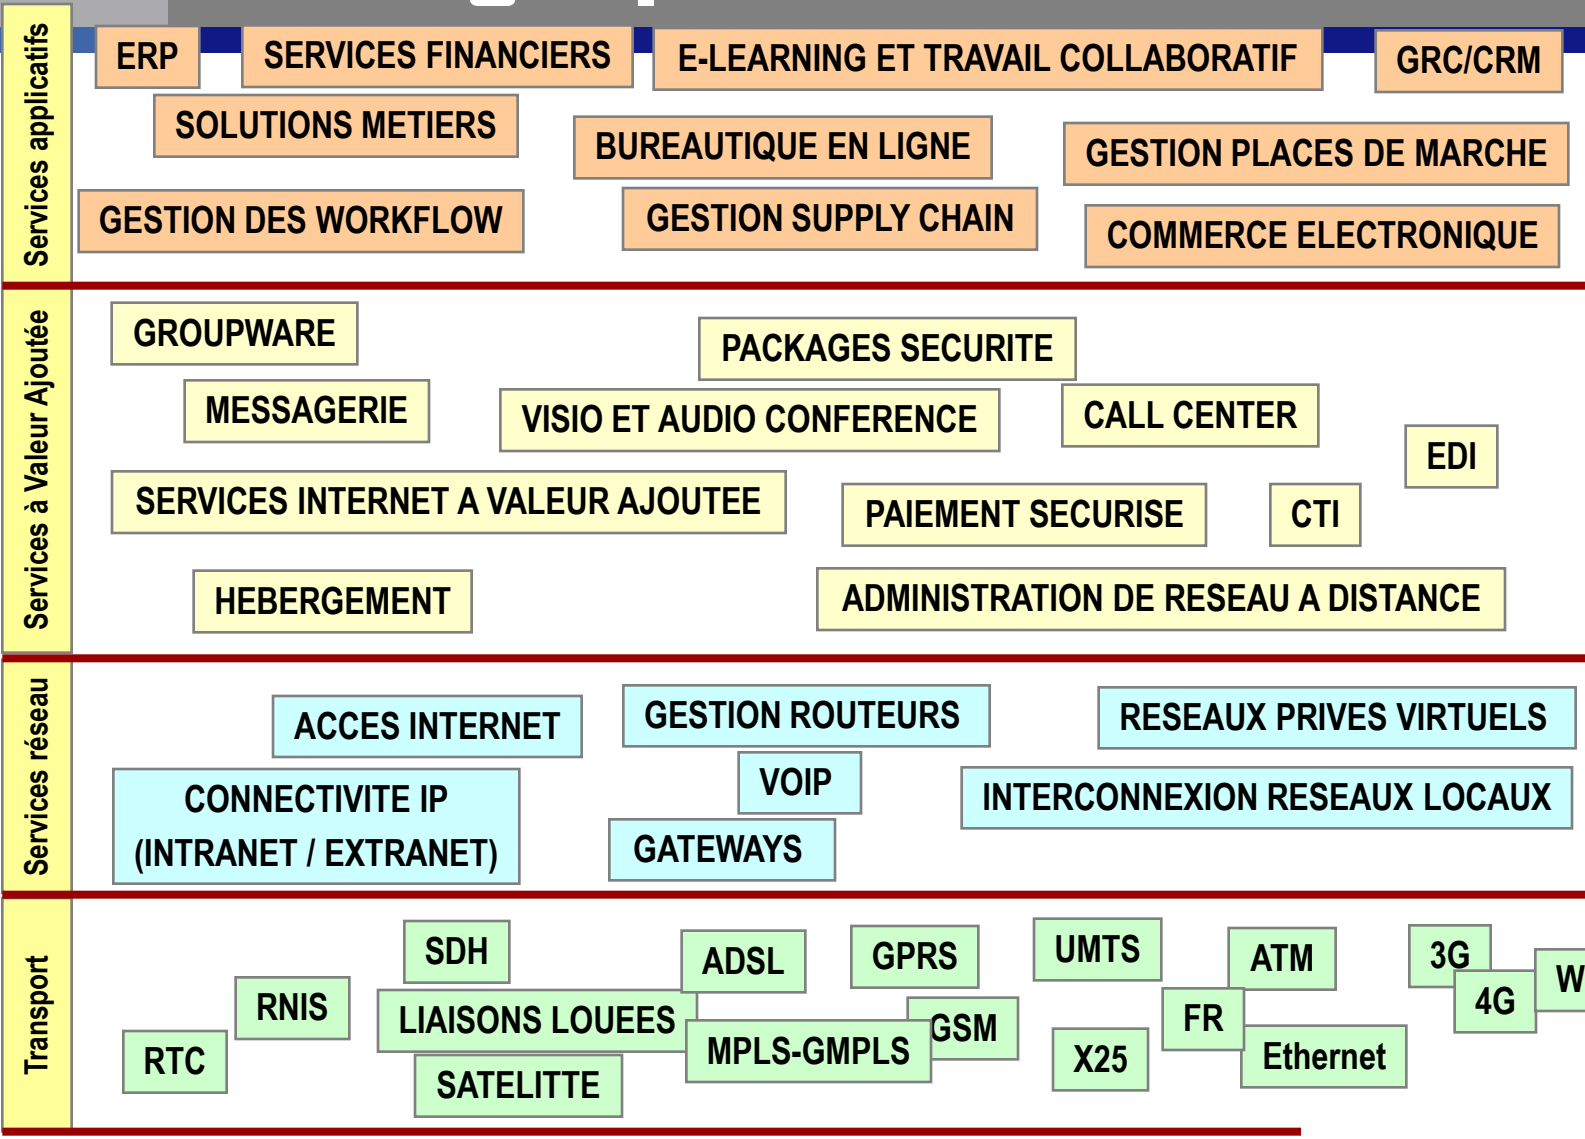 Services applicatifs
ERP
SERVICES FINANCIERS
E-LEARNING ET TRAVAIL COLLABORATIF
GRC/CRM
SOLUTIONS METIERS
BUREAUTIQUE EN LIGNE
GESTION PLACES DE MARCHE
GESTION DES WORKFLOW
GESTION SUPPLY CHAIN
COMMERCE ELECTRONIQUE
Services à Valeur Ajoutée
GROUPWARE
PACKAGES SECURITE
MESSAGERIE
VISIO ET AUDIO CONFERENCE
CALL CENTER
EDI
SERVICES INTERNET A VALEUR AJOUTEE
PAIEMENT SECURISE
CTI
HEBERGEMENT
ADMINISTRATION DE RESEAU A DISTANCE
Services réseau
ACCES INTERNET
GESTION ROUTEURS
RESEAUX PRIVES VIRTUELS
VOIP
CONNECTIVITE IP
(INTRANET / EXTRANET)
INTERCONNEXION RESEAUX LOCAUX
GATEWAYS
Transport
SDH
ADSL
GPRS
UMTS
ATM
3G
4G
RNIS
LIAISONS LOUEES
GSM
FR
RTC
MPLS-GMPLS
X25
Ethernet
SATELITTE